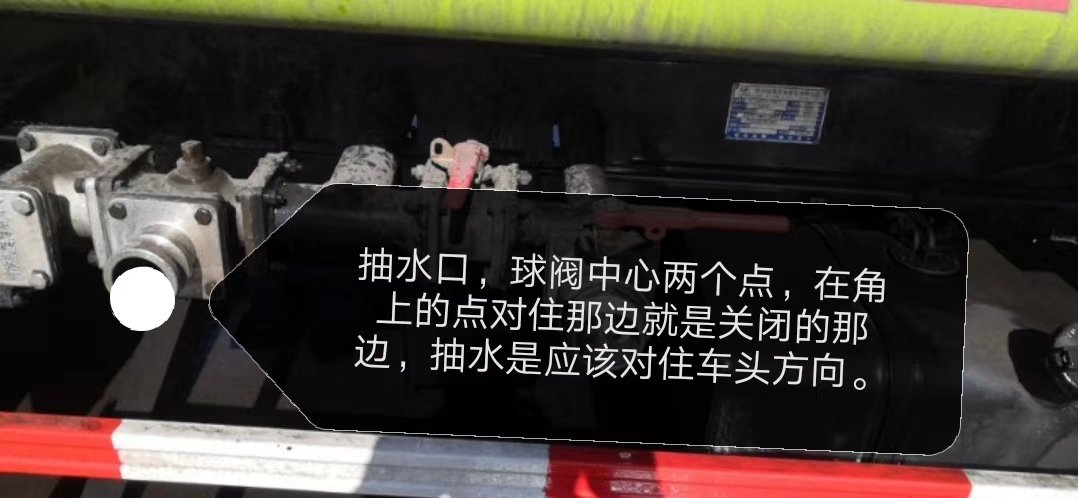 抽水口，球阀中心两个点，在角
上的点对住那边就是关闭的那
边，抽水是应该对住车头方向。